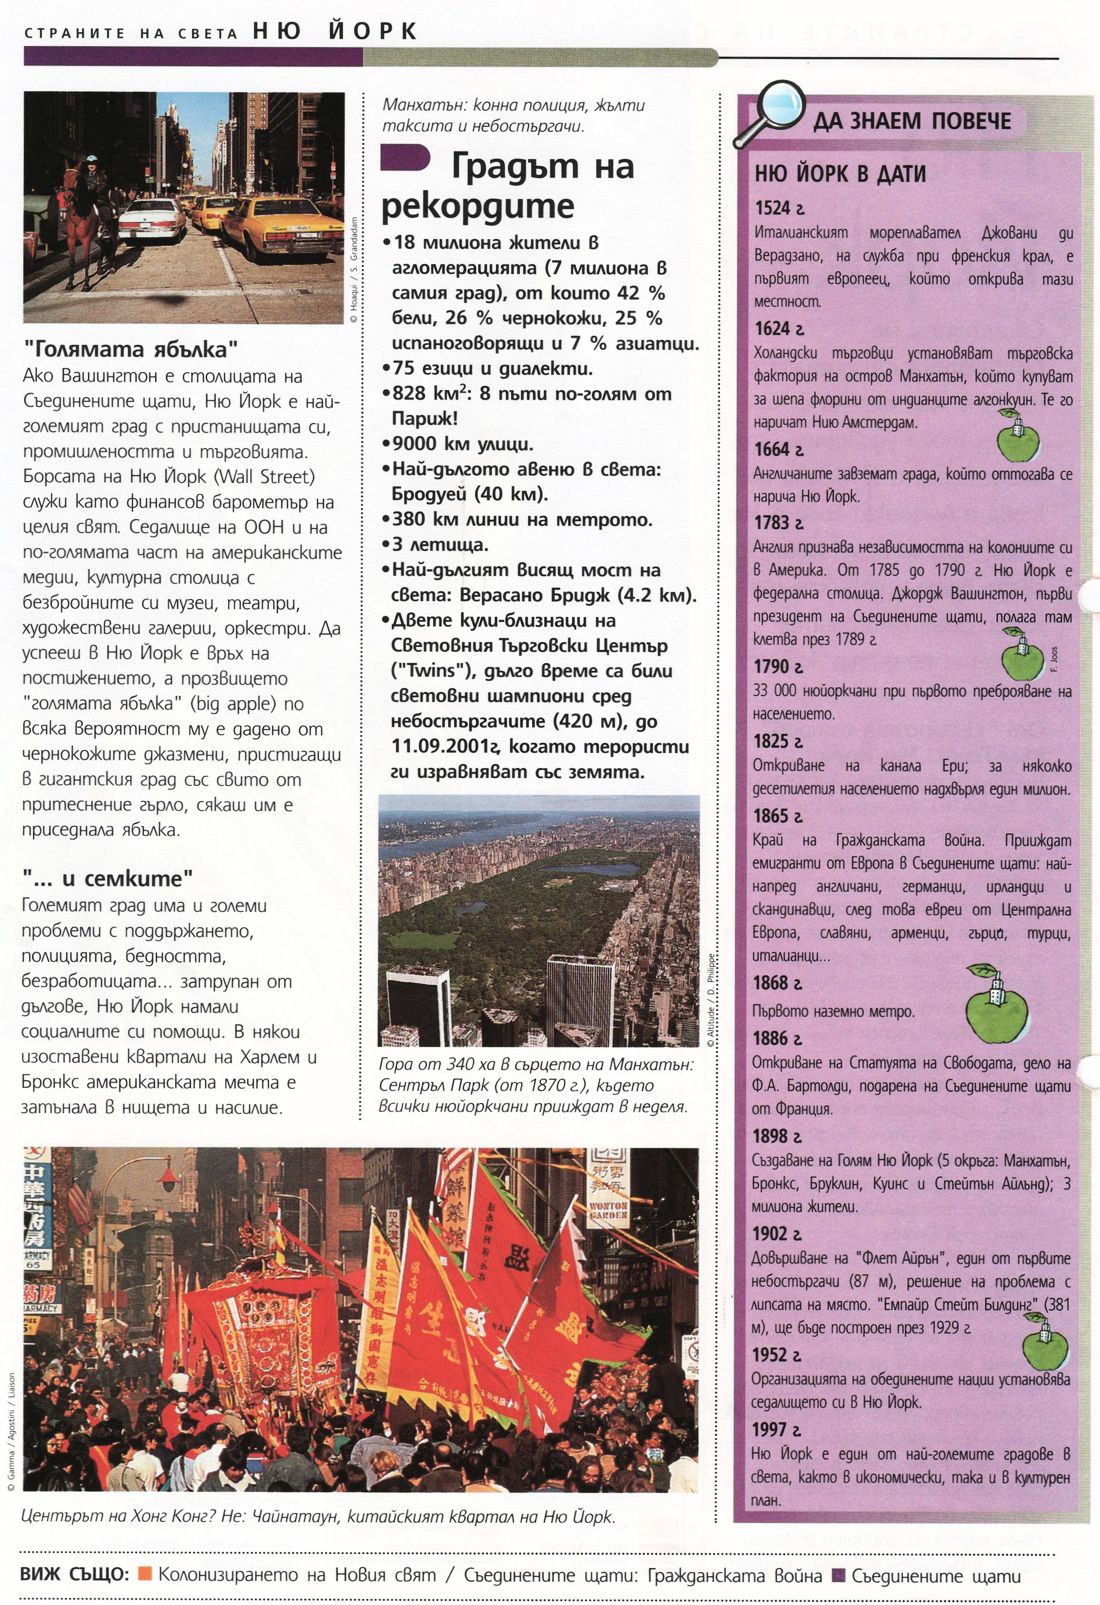 СТРАНИТЕ НА СВЕТА НЮ ЙОРК
© Hoaqui / S. Grandadam
"Голямата ябълка"
Ако Вашингтон е столицата на
Съединените щати, Ню Йорк е най-
големият град с пристанищата си,
промишлеността и търговията.
Борсата на Ню Йорк (Wall Street)
служи като финансов барометър на
целия свят. Седалище на ООН и на
по-голямата част на американските
медии, културна столица с
безбройните си музеи, театри,
художествени галерии, оркестри. Да
успееш в Ню Йорк е връх на
постижението, а прозвището
"голямата ябълка" (big apple) по
всяка вероятност му е дадено от
чернокожите джазмени, пристигащи
в гигантския град със свито от
притеснение гърло, сякаш им е
приседнала ябълка.
"... и семките"
Големият град има и големи
проблеми с поддържането,
полицията, бедността,
безработицата... затрупан от
дългове, Ню Йорк намали
социалните си помощи. В някои
изоставени квартали на Харлем и
Бронкс американската мечта е
затънала в нищета и насилие.
Манхатън: конна полиция, жълти
таксита и небостъргачи.
Градът на
рекордите
•18 милиона жители в
агломерацията (7 милиона в
самия град), от които 42 %
бели, 26 % чернокожи, 25 %
испаноговорящи и 7 % азиатци.
•75 езици и диалекти.
•828 км²: 8 пъти по-голям от
Париж!
•9000 км улици.
•Най-дългото авеню в света:
Бродуей (40 км).
•380 км линии на метрото.
•3 летища.
•Най-дългият висящ мост на
света: Верасано Бридж (4.2 км).
•Двете кули-близнаци на
Световния Търговски Център
("Twins"), дълго време са били
световни шампиони сред
небостъргачите (420 м), до
11.09.2001г, когато терористи
ги изравняват със земята.
© Altitude / D. Philippe
Гора от 340 ха в сърцето на Манхатън:
Сентръл Парк (от 1870 г.), където
всички нюйоркчани прииждат в неделя.
中華
藥房
PHARMACY
65
藥房
PHARMACY
WONTON
GARDEN
© Gamma / Agostini / Liaison
Центърът на Хонг Конг? Не: Чайнатаун, китайският квартал на Ню Йорк.
ДА ЗНАЕМ ПОВЕЧЕ
НЮ ЙОРК В ДАТИ
1524 г.
Италианският мореплавател Джовани ди
Верадзано, на служба при френския крал, е
първият европеец, който открива тази
местност.
1624 г.
Холандски търговци установяват търговска
фактория на остров Манхатън, който купуват
за шепа флорини от индианците алгонкуин. Те го
наричат Нию Амстердам.
1664 г.
Англичаните завземат града, който оттогава се
нарича Ню Йорк.
1783 г.
Англия признава независимостта на колониите си
в Америка. От 1785 до 1790 г. Ню Йорк е
федерална столица. Джордж Вашингтон, първи
президент на Съединените щати, полага там
клетва през 1789 г.
F. Joos
1790 г.
33 000 нюйоркчани при първото преброяване на
населението.
1825 г.
Откриване на канала Ери; за няколко
десетилетия населението надхвърля един милион.
1865 г.
Край на Гражданската война. Прииждат
емигранти от Европа в Съединените щати: най-
напред англичани, германци, ирландци и
скандинавци, след това евреи от Централна
Европа, славяни, арменци, гърци, турци,
италианци...
1868 г.
Първото наземно метро.
1886 г.
Откриване на Статуята на Свободата, дело на
Ф.А. Бартолди, подарена на Съединените щати
от Франция.
1898 г.
Създаване на Голям Ню Йорк (5 окръга: Манхатън,
Бронкс, Бруклин, Куинс и Стейтън Айлънд); 3
милиона жители.
1902 г.
Довършване на "Флет Айрън", един от първите
небостъргачи (87 м), решение на проблема с
липсата на място. "Емпайр Стейт Билдинг" (381
м), ще бъде построен през 1929 г.
1952 г.
Организацията на обединените нации установява
седалището си в Ню Йорк.
1997 г.
Ню Йорк е един от най-големите градове в
света, както в икономически, така и в културен
план.
ВИЖ СЪЩО: Колонизирането на Новия свят / Съединените щати: Гражданската война Съединените щати